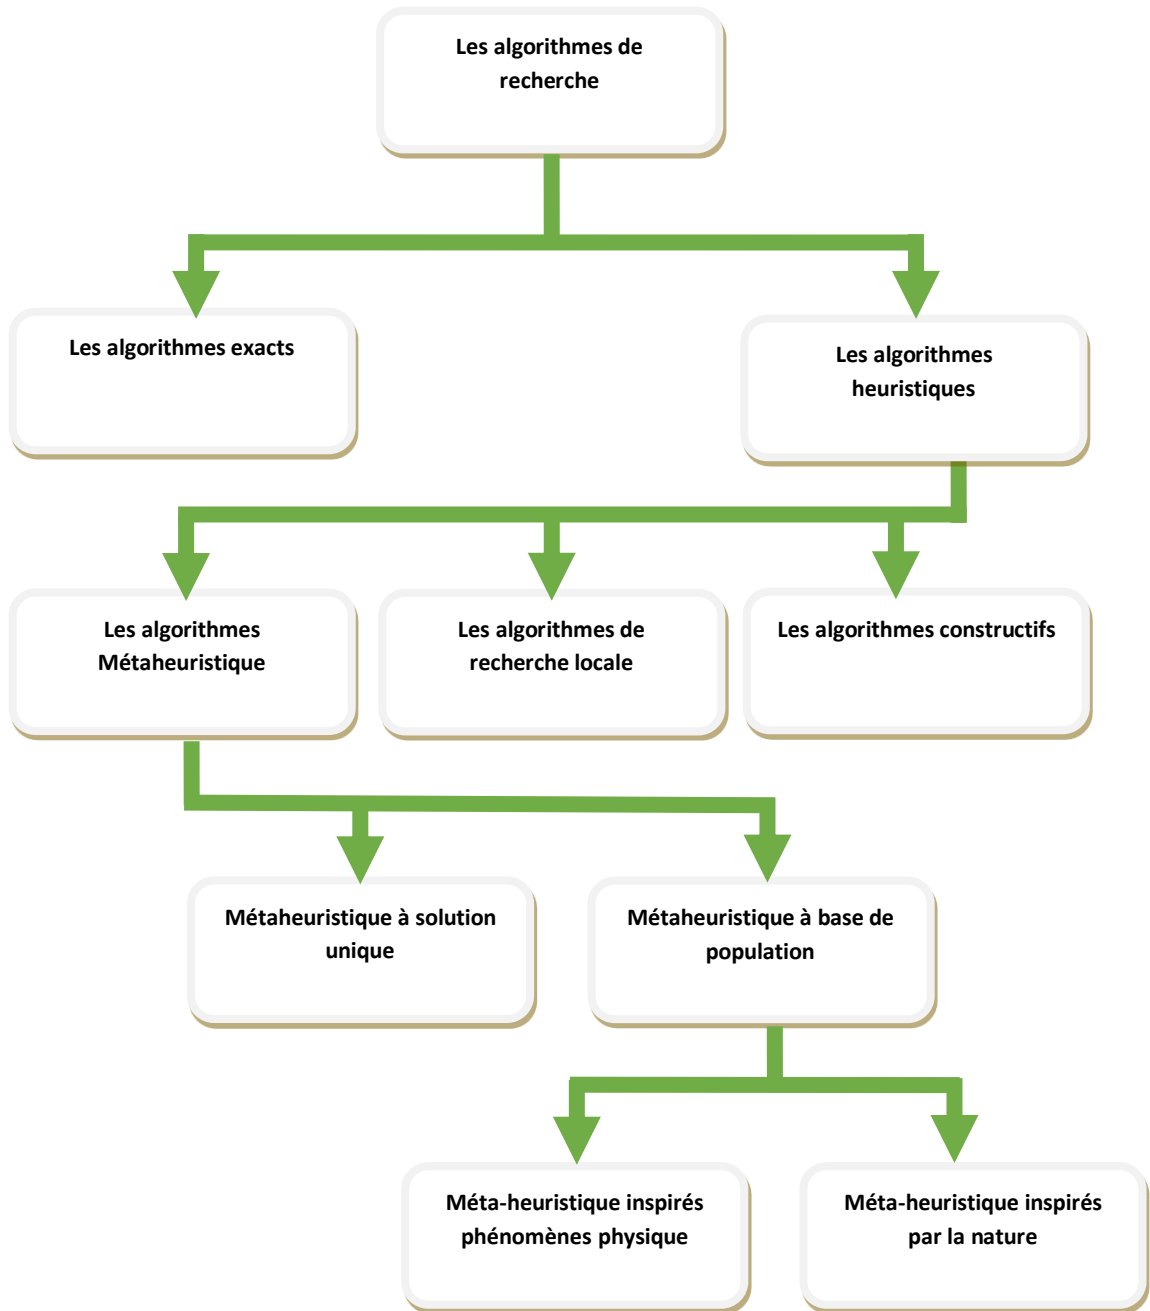 Les algorithmes de
recherche
Les algorithmes exacts
Les algorithmes
heuristiques
Les algorithmes
Métaheuristique
Les algorithmes de
recherche locale
Les algorithmes constructifs
Métaheuristique à solution
unique
Métaheuristique à base de
population
Méta-heuristique inspirés
phénomènes physique
Méta-heuristique inspirés
par la nature